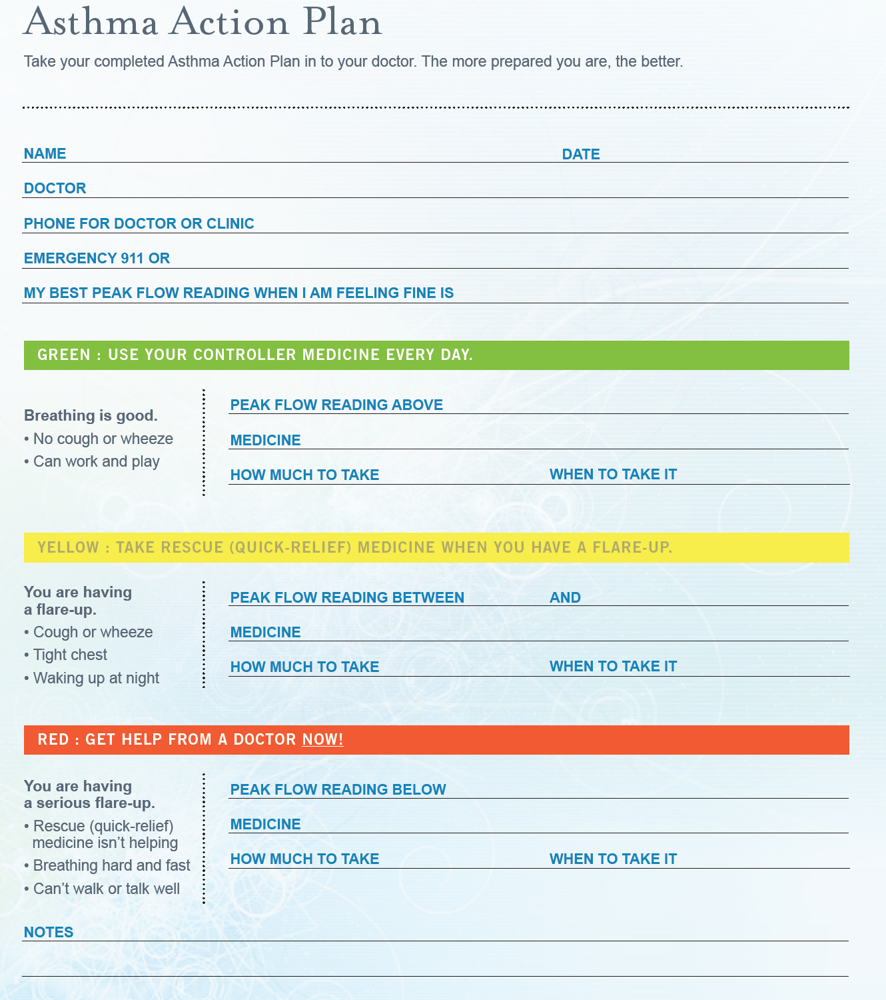 Asthma Action Plan
Take your completed Asthma Action Plan in to your doctor. The more prepared you are, the better.
NAME DATE
DOCTOR
PHONE FOR DOCTOR OR CLINIC
EMERGENCY 911 OR
MY BEST PEAK FLOW READING WHEN I AM FEELING FINE IS
GREEN : USE YOUR CONTROLLER MEDICINE EVERY DAY.
Breathing is good.
• No cough or wheeze
• Can work and play
PEAK FLOW READING ABOVE
MEDICINE
HOW MUCH TO TAKE WHEN TO TAKE IT
YELLOW : TAKE RESCUE (QUICK-RELIEF) MEDICINE WHEN YOU HAVE A FLARE-UP.
You are having
a flare-up.
• Cough or wheeze
• Tight chest
• Waking up at night
PEAK FLOW READING BETWEEN AND
MEDICINE
HOW MUCH TO TAKE WHEN TO TAKE IT
RED : GET HELP FROM A DOCTOR NOW!
You are having
a serious flare-up.
• Rescue (quick-relief)
medicine isn’t helping
• Breathing hard and fast
• Can’t walk or talk well
PEAK FLOW READING BELOW
MEDICINE
HOW MUCH TO TAKE WHEN TO TAKE IT
NOTES